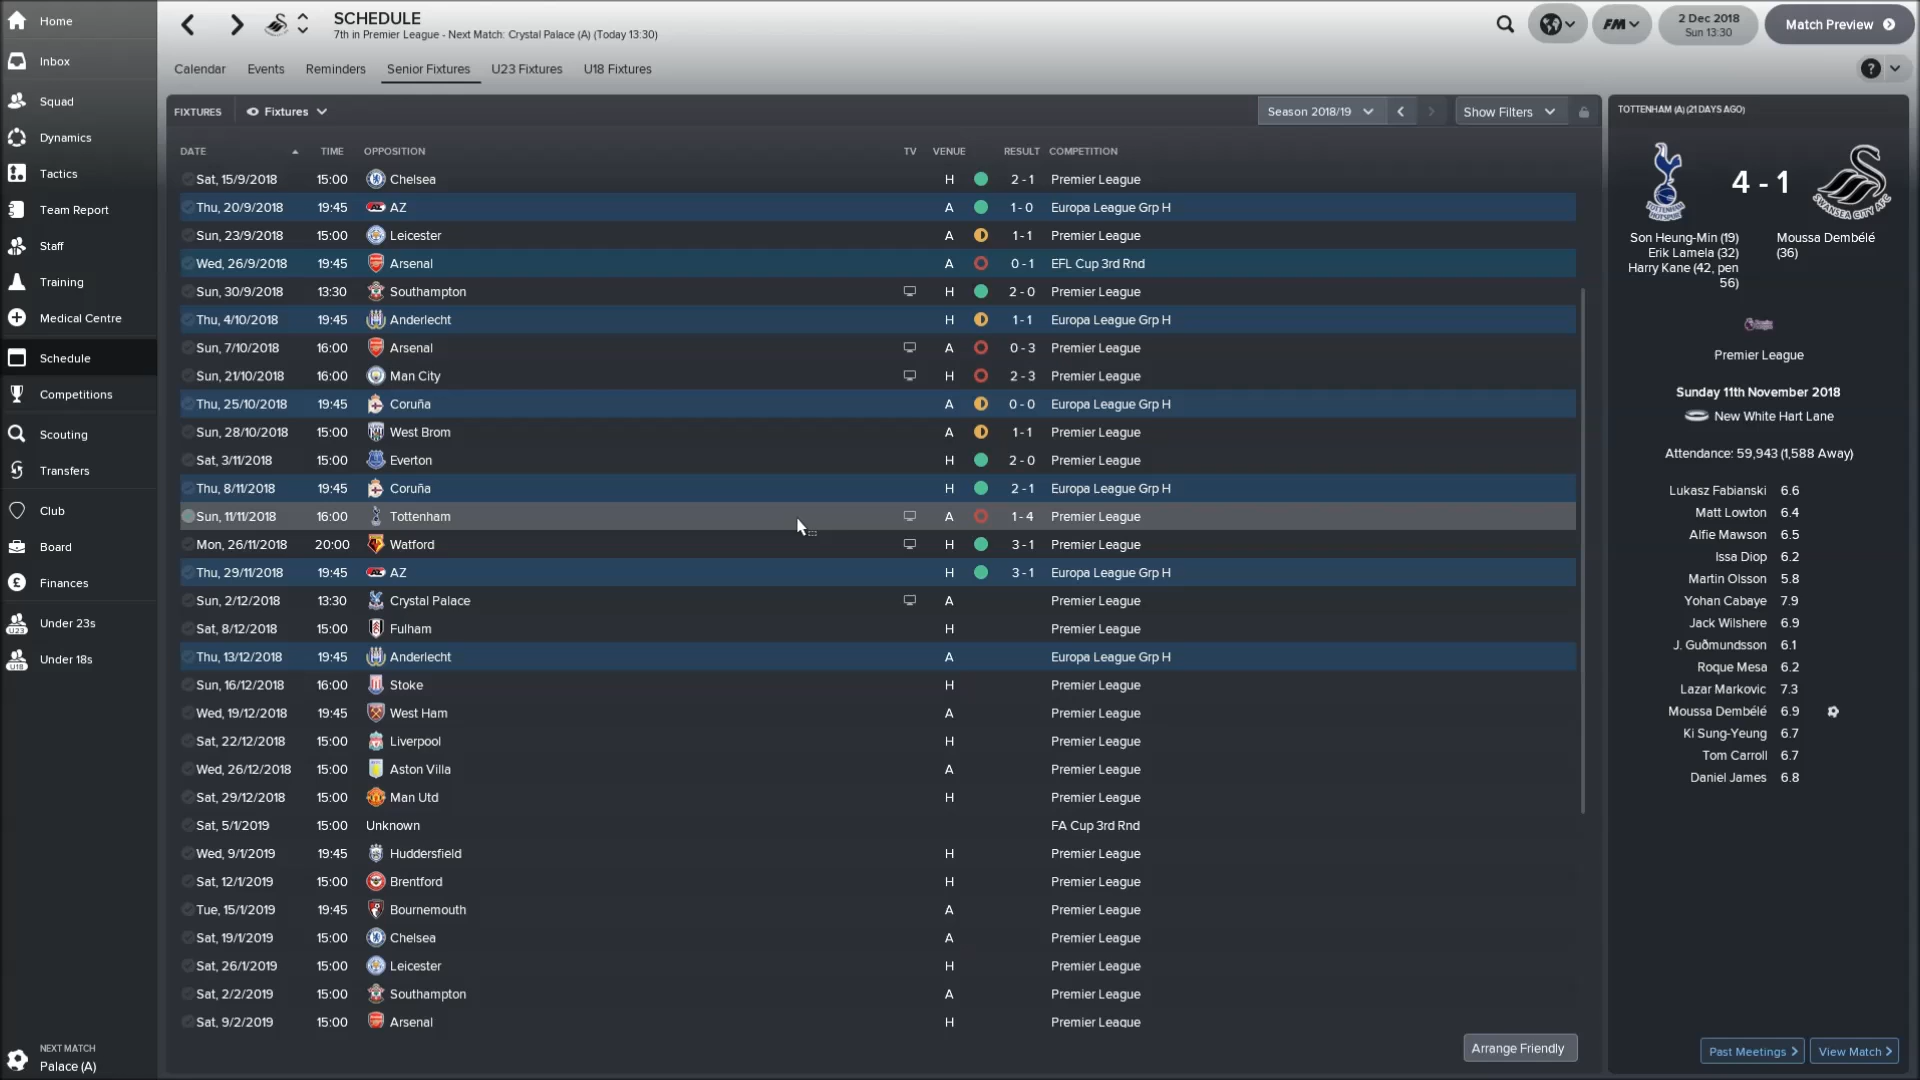 Home
Inbox
Squad
Dynamics
Tactics
Team Report
Staff
Training
Medical Centre
Schedule
Competitions
Scouting
Transfers
Club
Board
Finances
U23 Under 23s
U18 Under 18s
NEXT MATCH
Palace (A)
SCHEDULE
7th in Premier League - Next Match: Crystal Palace (A) (Today 13:30)
FM
2 Dec 2018
Sun 13:30
Match Preview
Calendar Events Reminders Senior Fixtures U23 Fixtures U18 Fixtures
?
FIXTURES Fixtures Season 2018/19 Show Filters
DATE TIME OPPOSITION TV VENUE RESULT COMPETITION
Sat, 15/9/2018 15:00 Chelsea H 2 - 1 Premier League
Thu, 20/9/2018 19:45 AZ A 1 - 0 Europa League Grp H
Sun, 23/9/2018 15:00 Leicester A 1 - 1 Premier League
Wed, 26/9/2018 19:45 Arsenal A 0 - 1 EFL Cup 3rd Rnd
Sun, 30/9/2018 13:30 Southampton H 2 - 0 Premier League
Thu, 4/10/2018 19:45 Anderlecht H 1 - 1 Europa League Grp H
Sun, 7/10/2018 16:00 Arsenal A 0 - 3 Premier League
Sun, 21/10/2018 16:00 Man City H 2 - 3 Premier League
Thu, 25/10/2018 19:45 Coruña A 0 - 0 Europa League Grp H
Sun, 28/10/2018 15:00 West Brom A 1 - 1 Premier League
Sat, 3/11/2018 15:00 Everton H 2 - 0 Premier League
Thu, 8/11/2018 19:45 Coruña H 2 - 1 Europa League Grp H
Sun, 11/11/2018 16:00 Tottenham A 1 - 4 Premier League
Mon, 26/11/2018 20:00 Watford H 3 - 1 Premier League
Thu, 29/11/2018 19:45 AZ H 3 - 1 Europa League Grp H
Sun, 2/12/2018 13:30 Crystal Palace A Premier League
Sat, 8/12/2018 15:00 Fulham H Premier League
Thu, 13/12/2018 19:45 Anderlecht A Europa League Grp H
Sun, 16/12/2018 16:00 Stoke H Premier League
Wed, 19/12/2018 19:45 West Ham A Premier League
Sat, 22/12/2018 15:00 Liverpool H Premier League
Wed, 26/12/2018 15:00 Aston Villa A Premier League
Sat, 29/12/2018 15:00 Man Utd H Premier League
Sat, 5/1/2019 15:00 Unknown FA Cup 3rd Rnd
Wed, 9/1/2019 19:45 Huddersfield H Premier League
Sat, 12/1/2019 15:00 Brentford H Premier League
Tue, 15/1/2019 19:45 Bournemouth A Premier League
Sat, 19/1/2019 15:00 Chelsea A Premier League
Sat, 26/1/2019 15:00 Leicester H Premier League
Sat, 2/2/2019 15:00 Southampton A Premier League
Sat, 9/2/2019 15:00 Arsenal H Premier League
Arrange Friendly
TOTTENHAM (A) (21 DAYS AGO)
4 - 1
TOTTENHAM HOTSPUR
SWANSEA CITY AFC
Son Heung-Min (19) Moussa Dembélé
Erik Lamela (32) (36)
Harry Kane (42, pen
56)
Premier League
Sunday 11th November 2018
New White Hart Lane
Attendance: 59,943 (1,588 Away)
Lukasz Fabianski 6.6
Matt Lowton 6.4
Alfie Mawson 6.5
Issa Diop 6.2
Martin Olsson 5.8
Yohan Cabaye 7.9
Jack Wilshere 6.9
J. Guðmundsson 6.1
Roque Mesa 6.2
Lazar Markovic 7.3
Moussa Dembélé 6.9
Ki Sung-Yeung 6.7
Tom Carroll 6.7
Daniel James 6.8
Past Meetings View Match